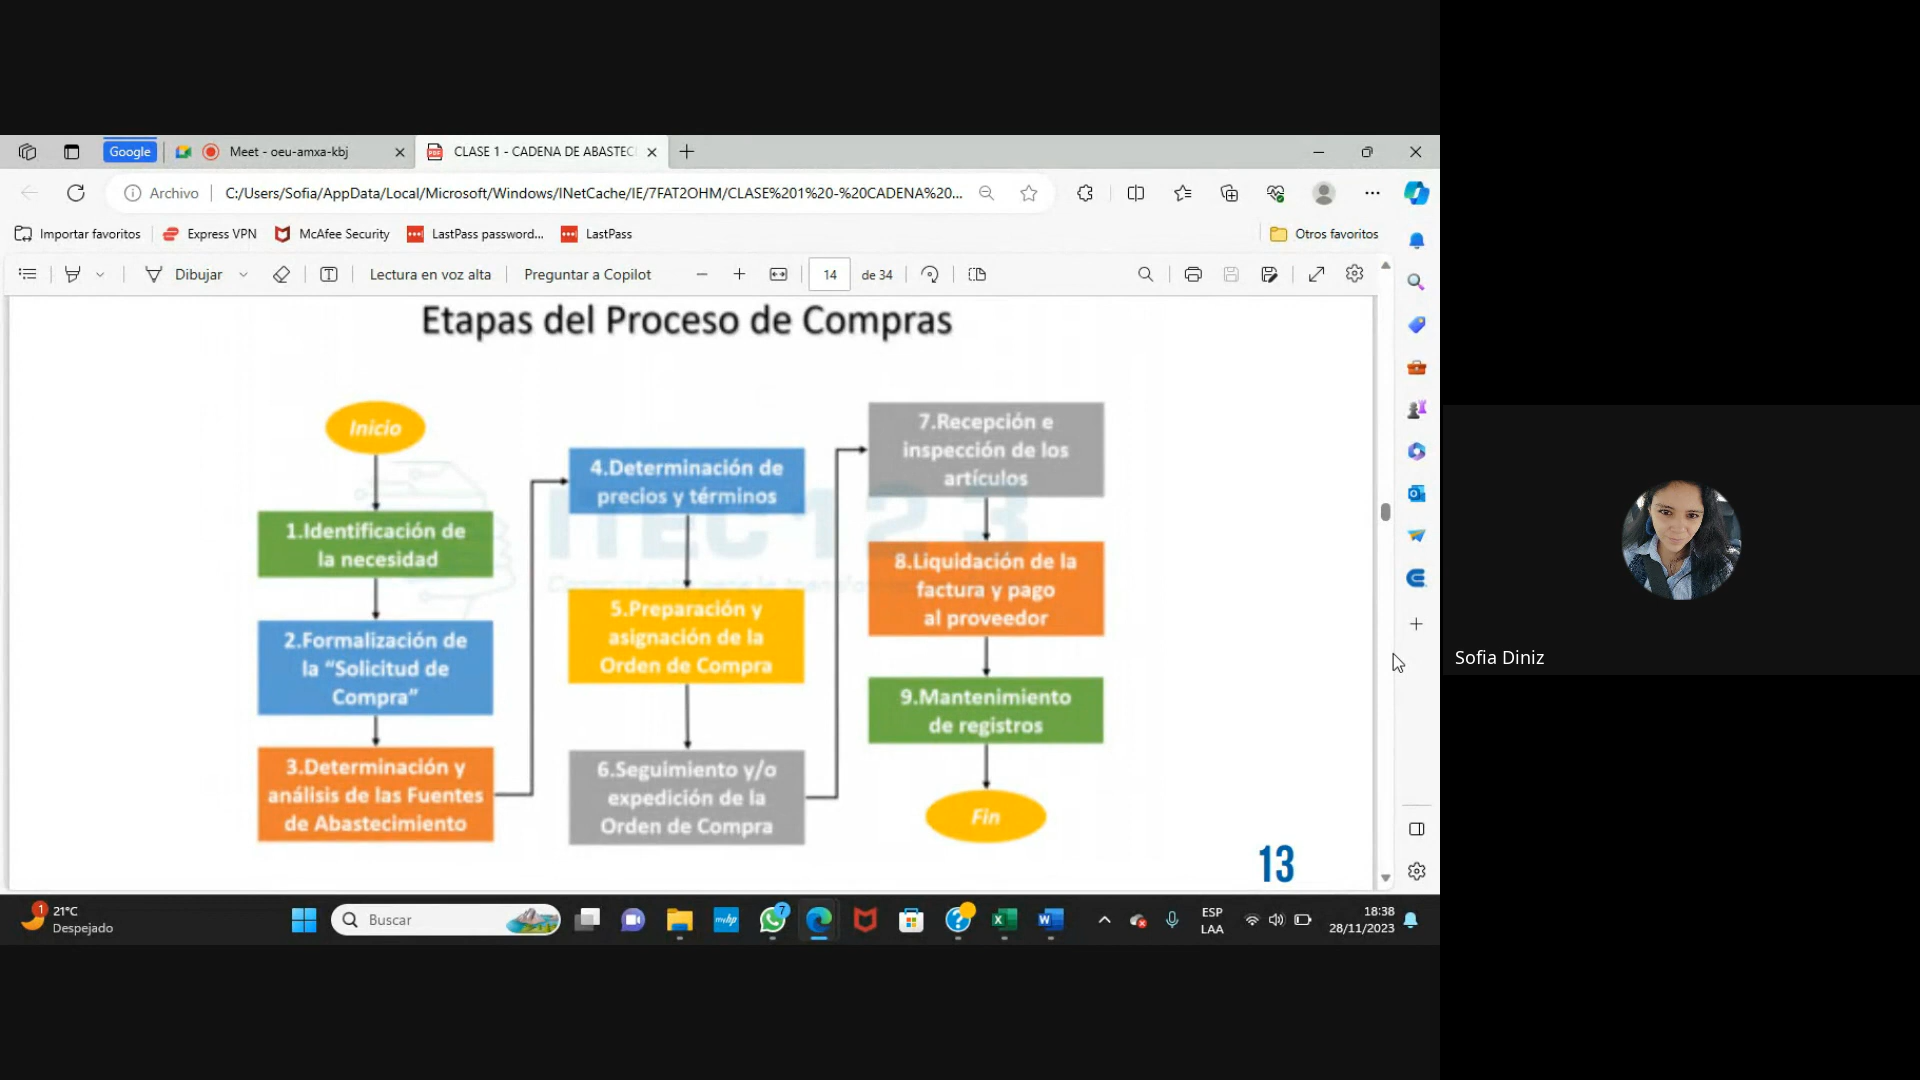 Google
Meet - oeu-amxa-kbj
CLASE 1 - CADENA DE ABASTEC
Archivo
C:/Users/Sofia/AppData/Local/Microsoft/Windows/INetCache/IE/7FAT2OHM/CLASE%201%20-%20CADENA%20...
Importar favoritos
Express VPN
McAfee Security
LastPass password...
LastPass
Otros favoritos
Dibujar
Lectura en voz alta
Preguntar a Copilot
14
de 34
Etapas del Proceso de Compras
Inicio
1.Identificación de
la necesidad
2.Formalización de
la “Solicitud de
Compra”
3.Determinación y
análisis de las Fuentes
de Abastecimiento
4.Determinación de
precios y términos
5.Preparación y
asignación de la
Orden de Compra
6.Seguimiento y/o
expedición de la
Orden de Compra
7.Recepción e
inspección de los
artículos
8.Liquidación de la
factura y pago
al proveedor
9.Mantenimiento
de registros
Fin
ITEC123
13
Sofia Diniz
1
21°C
Despejado
Buscar
myhp
7
ESP
LAA
18:38
28/11/2023